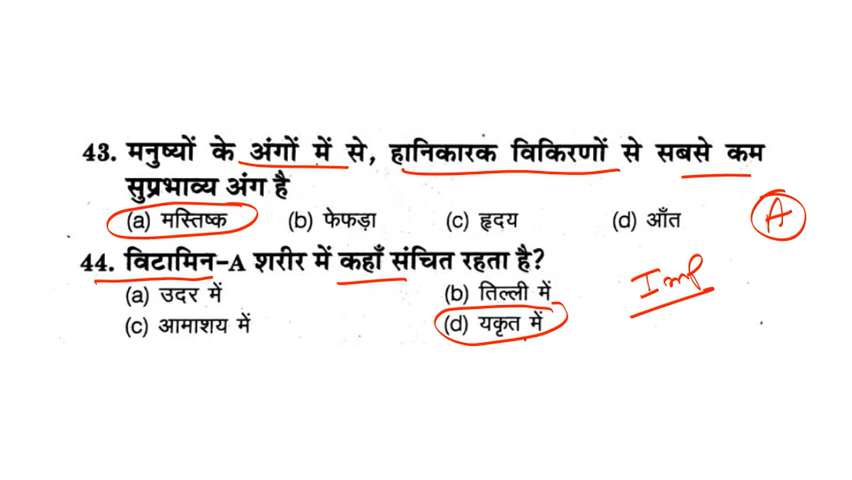 43. मनुष्यों के अंगों में से, हानिकारक विकिरणों से सबसे कम
सुप्रभाव्य अंग है
(a) मस्तिष्क (b) फेफड़ा (c) हृदय (d) आँत
A
44. विटामिन-A शरीर में कहाँ संचित रहता है?
(a) उदर में (b) तिल्ली में
Imp
(c) आमाशय में (d) यकृत में